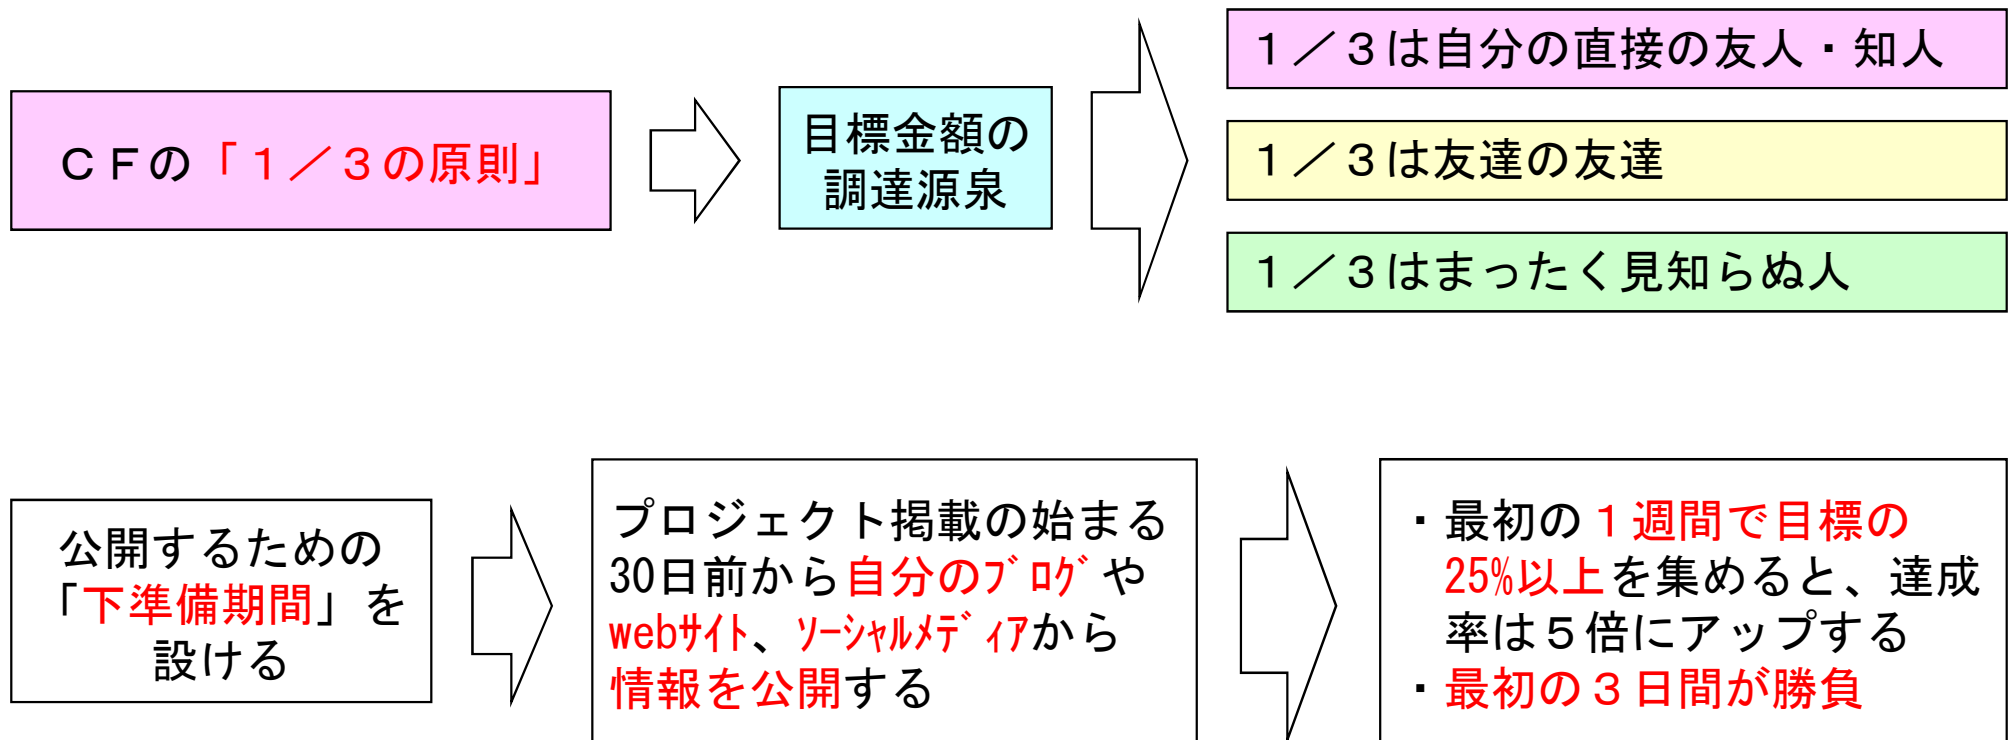 ＣＦの「１／３の原則」
目標金額の
調達源泉
１／３は自分の直接の友人・知人
１／３は友達の友達
１／３はまったく見知らぬ人
公開するための
「下準備期間」を
設ける
プロジェクト掲載の始まる
30日前から自分のﾌﾞﾛｸﾞや
webｻｲﾄ、ｿｰｼｬﾙﾒﾃﾞｨｱから
情報を公開する
・最初の１週間で目標の
25%以上を集めると、達成
率は５倍にアップする
・最初の３日間が勝負